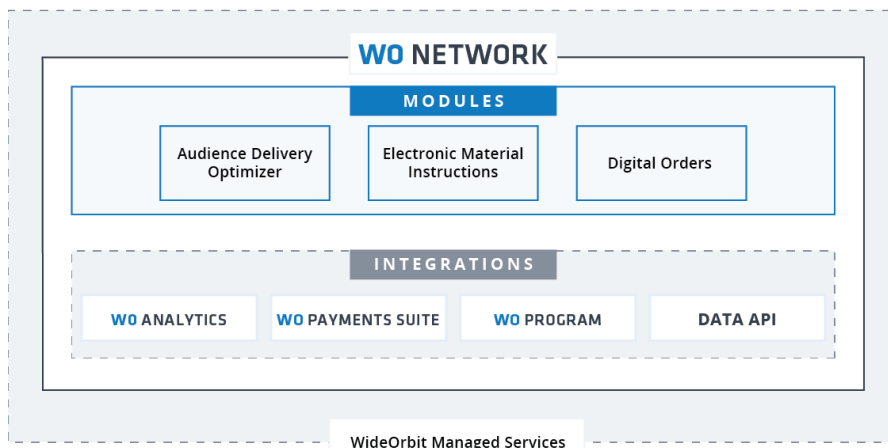 WO NETWORK
MODULES
Audience Delivery
Optimizer
Electronic Material
Instructions
Digital Orders
INTEGRATIONS
WO ANALYTICS
WO PAYMENTS SUITE
WO PROGRAM
DATA API
WideOrbit Managed Services